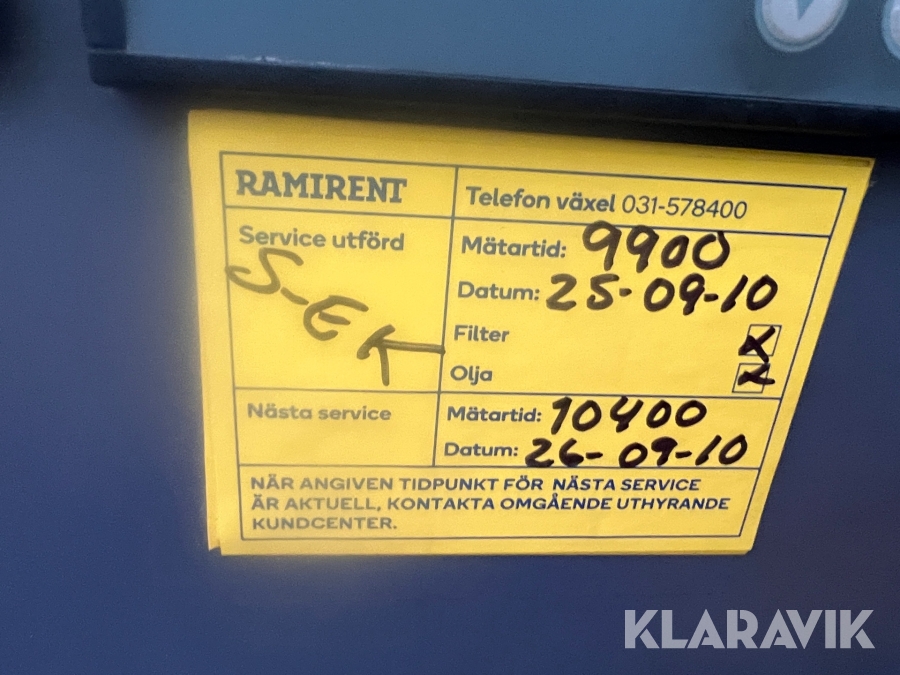 RAMIRENT
Telefon växel 031-578400
Service utförd
S-EK
Mätartid: 9900
Datum: 25-09-10
Filter X
Olja X
Nästa service
Mätartid: 10400
Datum: 26-09-10
NÄR ANGIVEN TIDPUNKT FÖR NÄSTA SERVICE
ÄR AKTUELL, KONTAKTA OMGÅENDE UTHYRANDE
KUNDCENTER.
KLARAVIK